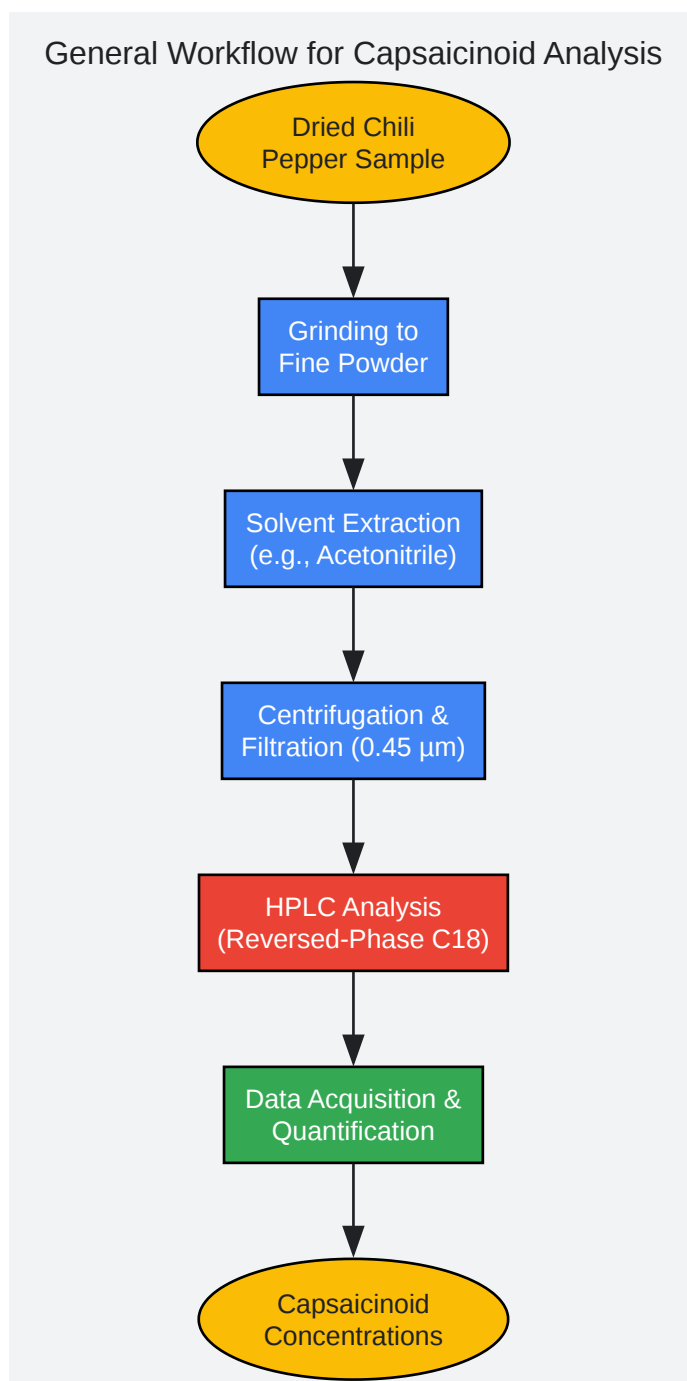 General Workflow for Capsaicinoid Analysis
Dried Chili
Pepper Sample
Grinding to
Fine Powder
Solvent Extraction
(e.g., Acetonitrile)
Centrifugation &
Filtration (0.45 µm)
HPLC Analysis
(Reversed-Phase C18)
Data Acquisition &
Quantification
Capsaicinoid
Concentrations